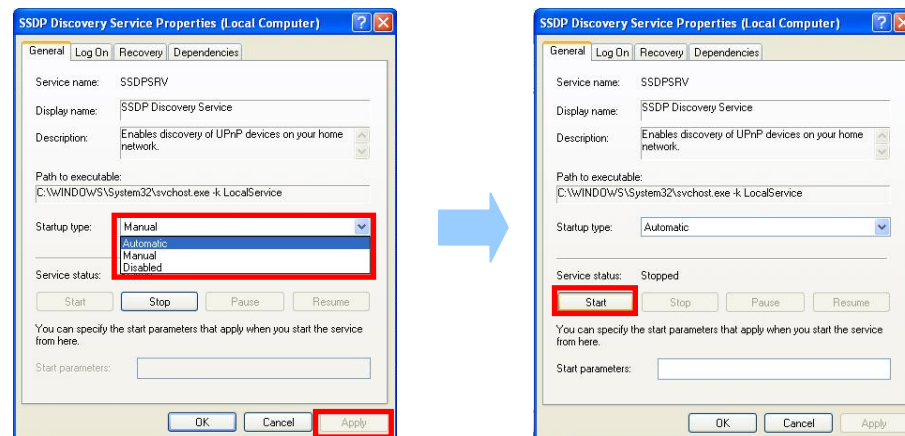 SSDP Discovery Service Properties (Local Computer)
General Log On Recovery Dependencies
Service name: SSDPSRV
Display name: SSDP Discovery Service
Description: Enables discovery of UPnP devices on your home
network.
Path to executable:
C:\WINDOWS\System32\svchost.exe -k LocalService
Startup type: Manual
Automatic
Manual
Disabled
Service status:
Start Stop Pause Resume
You can specify the start parameters that apply when you start the service
from here.
Start parameters:
OK Cancel Apply
SSDP Discovery Service Properties (Local Computer)
General Log On Recovery Dependencies
Service name: SSDPSRV
Display name: SSDP Discovery Service
Description: Enables discovery of UPnP devices on your home
network.
Path to executable:
C:\WINDOWS\System32\svchost.exe -k LocalService
Startup type: Automatic
Service status: Stopped
Start Stop Pause Resume
You can specify the start parameters that apply when you start the service
from here.
Start parameters:
OK Cancel Apply